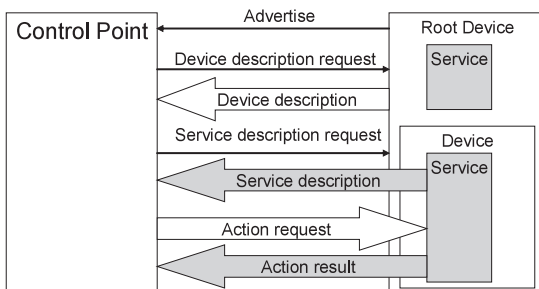 Advertise
Control Point
Root Device
Device description request
Service
Device description
Service description request
Device
Service
Service description
Action request
Action result